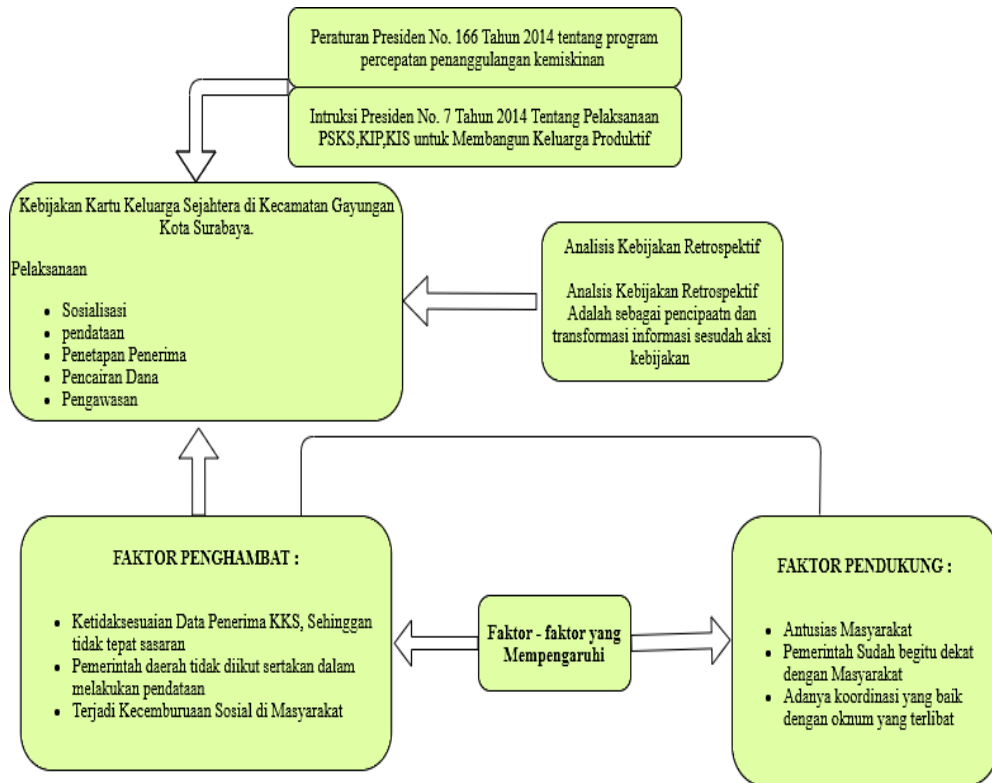 Peraturan Presiden No. 166 Tahun 2014 tentang program
percepatan penanggulangan kemiskinan
Intruksi Presiden No. 7 Tahun 2014 Tentang Pelaksanaan
PSKS,KIP,KIS untuk Membangun Keluarga Produktif
Kebijakan Kartu Keluarga Sejahtera di Kecamatan Gayungan
Kota Surabaya.
Pelaksanaan
• Sosialisasi
• pendataan
• Penetapan Penerima
• Pencairan Dana
• Pengawasan
Analisis Kebijakan Retrospektif
Analsis Kebijakan Retrospektif
Adalah sebagai pencipaatn dan
transformasi informasi sesudah aksi
kebijakan
FAKTOR PENGHAMBAT :
• Ketidaksesuaian Data Penerima KKS, Sehinggan
tidak tepat sasaran
• Pemerintah daerah tidak diikut sertakan dalam
melakukan pendataan
• Terjadi Kecemburuaan Sosial di Masyarakat
Faktor - faktor yang
Mempengaruhi
FAKTOR PENDUKUNG :
• Antusias Masyarakat
• Pemerintah Sudah begitu dekat
dengan Masyarakat
• Adanya koordinasi yang baik
dengan oknum yang terlibat